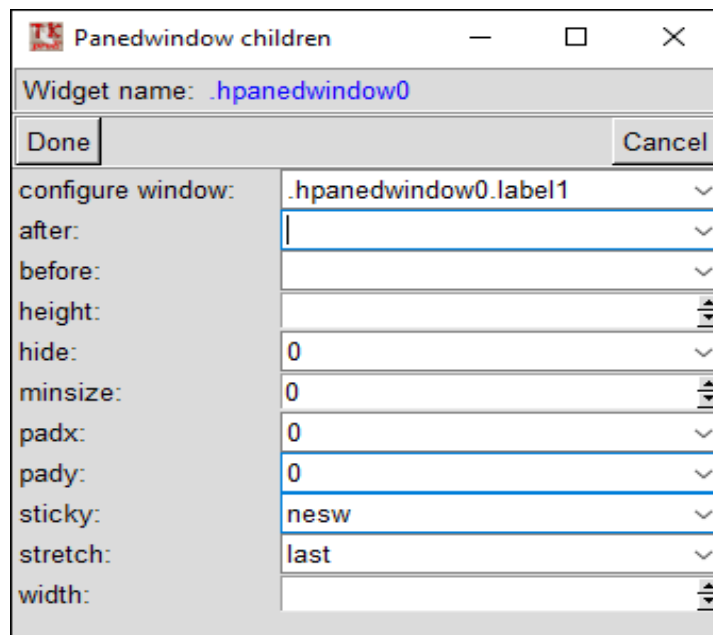 Panedwindow children
Widget name: .hpanedwindow0
Done Cancel
configure window: .hpanedwindow0.label1
after:
before:
height:
hide: 0
minsize: 0
padx: 0
pady: 0
sticky: nesw
stretch: last
width: